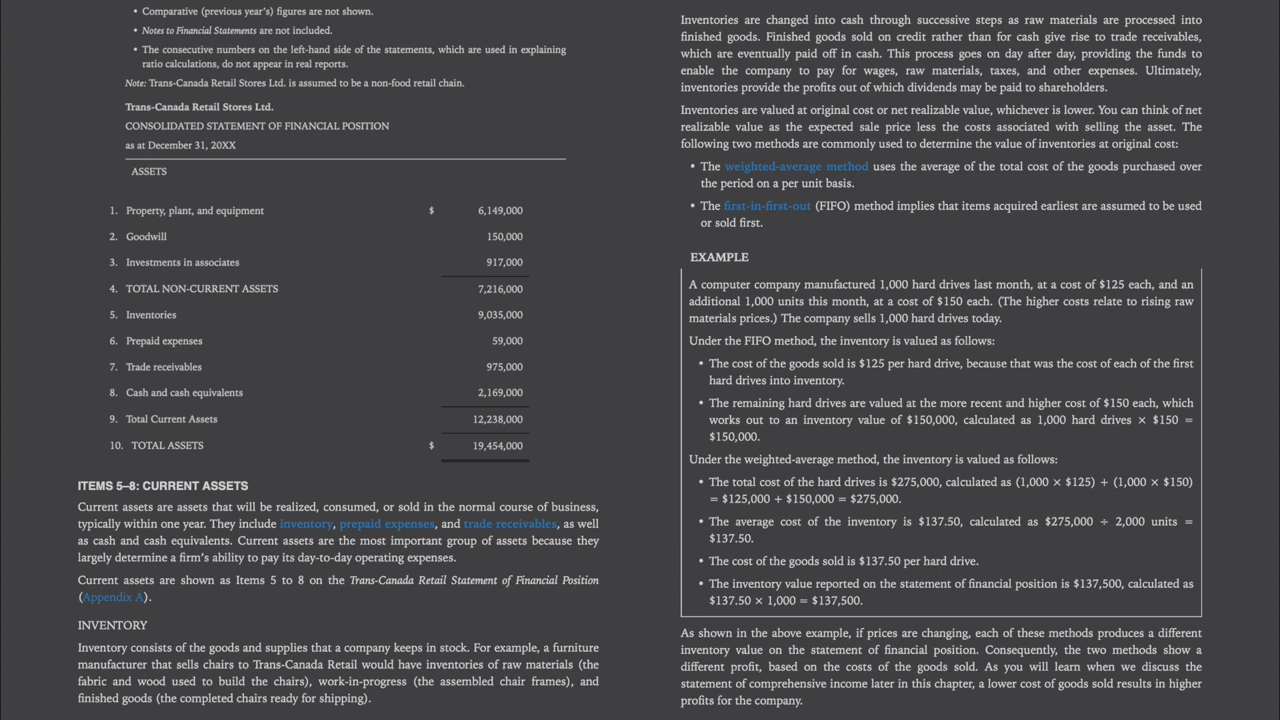 • Comparative (previous year's) figures are not shown.
• Notes to Financial Statements are not included.
• The consecutive numbers on the left-hand side of the statements, which are used in explaining
ratio calculations, do not appear in real reports.
Note: Trans-Canada Retail Stores Ltd. is assumed to be a non-food retail chain.
Trans-Canada Retail Stores Ltd.
CONSOLIDATED STATEMENT OF FINANCIAL POSITION
as at December 31, 20XX
ASSETS
1. Property, plant, and equipment $ 6,149,000
2. Goodwill 150,000
3. Investments in associates 917,000
4. TOTAL NON-CURRENT ASSETS 7,216,000
5. Inventories 9,035,000
6. Prepaid expenses 59,000
7. Trade receivables 975,000
8. Cash and cash equivalents 2,169,000
9. Total Current Assets 12,238,000
10. TOTAL ASSETS $ 19,454,000
ITEMS 5–8: CURRENT ASSETS
Current assets are assets that will be realized, consumed, or sold in the normal course of business,
typically within one year. They include inventory, prepaid expenses, and trade receivables, as well
as cash and cash equivalents. Current assets are the most important group of assets because they
largely determine a firm's ability to pay its day-to-day operating expenses.
Current assets are shown as Items 5 to 8 on the Trans-Canada Retail Statement of Financial Position
(Appendix A).
INVENTORY
Inventory consists of the goods and supplies that a company keeps in stock. For example, a furniture
manufacturer that sells chairs to Trans-Canada Retail would have inventories of raw materials (the
fabric and wood used to build the chairs), work-in-progress (the assembled chair frames), and
finished goods (the completed chairs ready for shipping).
Inventories are changed into cash through successive steps as raw materials are processed into
finished goods. Finished goods sold on credit rather than for cash give rise to trade receivables,
which are eventually paid off in cash. This process goes on day after day, providing the funds to
enable the company to pay for wages, raw materials, taxes, and other expenses. Ultimately,
inventories provide the profits out of which dividends may be paid to shareholders.
Inventories are valued at original cost or net realizable value, whichever is lower. You can think of net
realizable value as the expected sale price less the costs associated with selling the asset. The
following two methods are commonly used to determine the value of inventories at original cost:
• The weighted-average method uses the average of the total cost of the goods purchased over
the period on a per unit basis.
• The first-in-first-out (FIFO) method implies that items acquired earliest are assumed to be used
or sold first.
EXAMPLE
A computer company manufactured 1,000 hard drives last month, at a cost of $125 each, and an
additional 1,000 units this month, at a cost of $150 each. (The higher costs relate to rising raw
materials prices.) The company sells 1,000 hard drives today.
Under the FIFO method, the inventory is valued as follows:
• The cost of the goods sold is $125 per hard drive, because that was the cost of each of the first
hard drives into inventory.
• The remaining hard drives are valued at the more recent and higher cost of $150 each, which
works out to an inventory value of $150,000, calculated as 1,000 hard drives × $150 =
$150,000.
Under the weighted-average method, the inventory is valued as follows:
• The total cost of the hard drives is $275,000, calculated as (1,000 × $125) + (1,000 × $150)
= $125,000 + $150,000 = $275,000.
• The average cost of the inventory is $137.50, calculated as $275,000 ÷ 2,000 units =
$137.50.
• The cost of the goods sold is $137.50 per hard drive.
• The inventory value reported on the statement of financial position is $137,500, calculated as
$137.50 × 1,000 = $137,500.
As shown in the above example, if prices are changing, each of these methods produces a different
inventory value on the statement of financial position. Consequently, the two methods show a
different profit, based on the costs of the goods sold. As you will learn when we discuss the
statement of comprehensive income later in this chapter, a lower cost of goods sold results in higher
profits for the company.